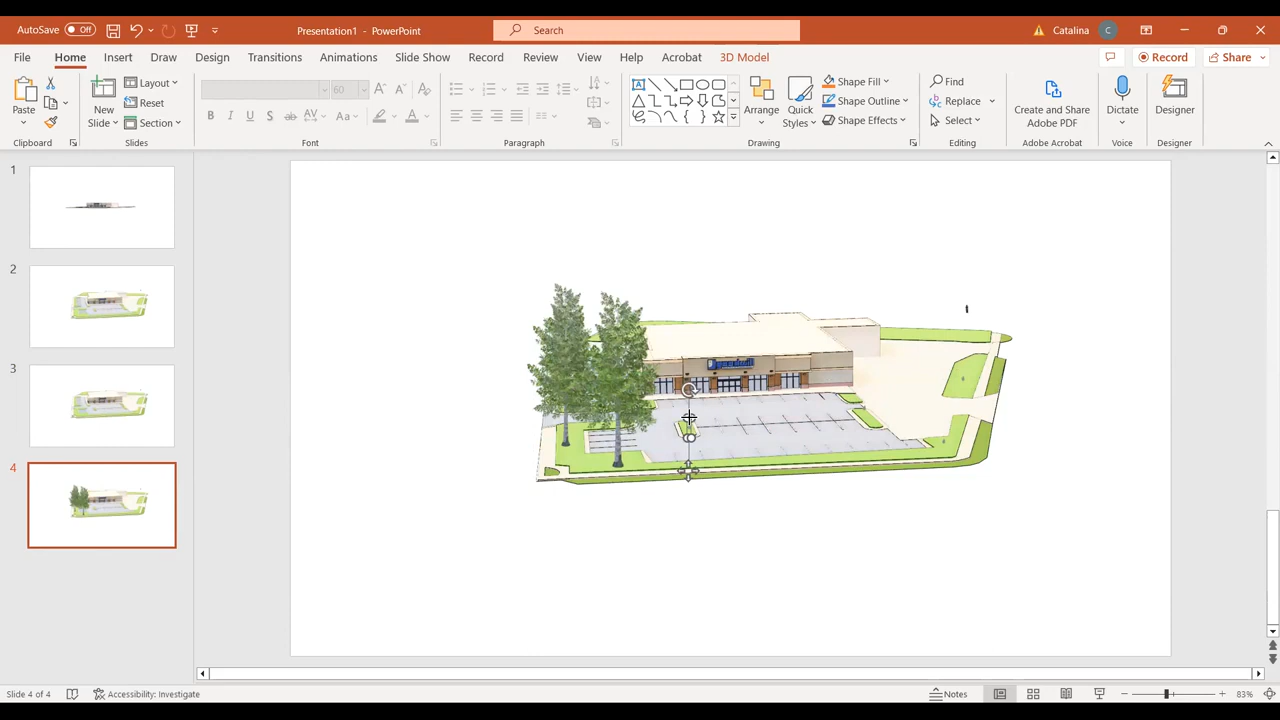 AutoSave Off Presentation1 - PowerPoint Search Catalina C
File Home Insert Draw Design Transitions Animations Slide Show Record Review View Help Acrobat 3D Model Record Share
Paste New Slide Layout Reset Section 60 Arrange Quick Styles Shape Fill Shape Outline Shape Effects Find Replace Select Create and Share Adobe PDF Dictate Designer
Clipboard Slides Font Paragraph Drawing Editing Adobe Acrobat Voice Designer
1
2
3
4
goodwill
Slide 4 of 4 Accessibility: Investigate Notes 83%